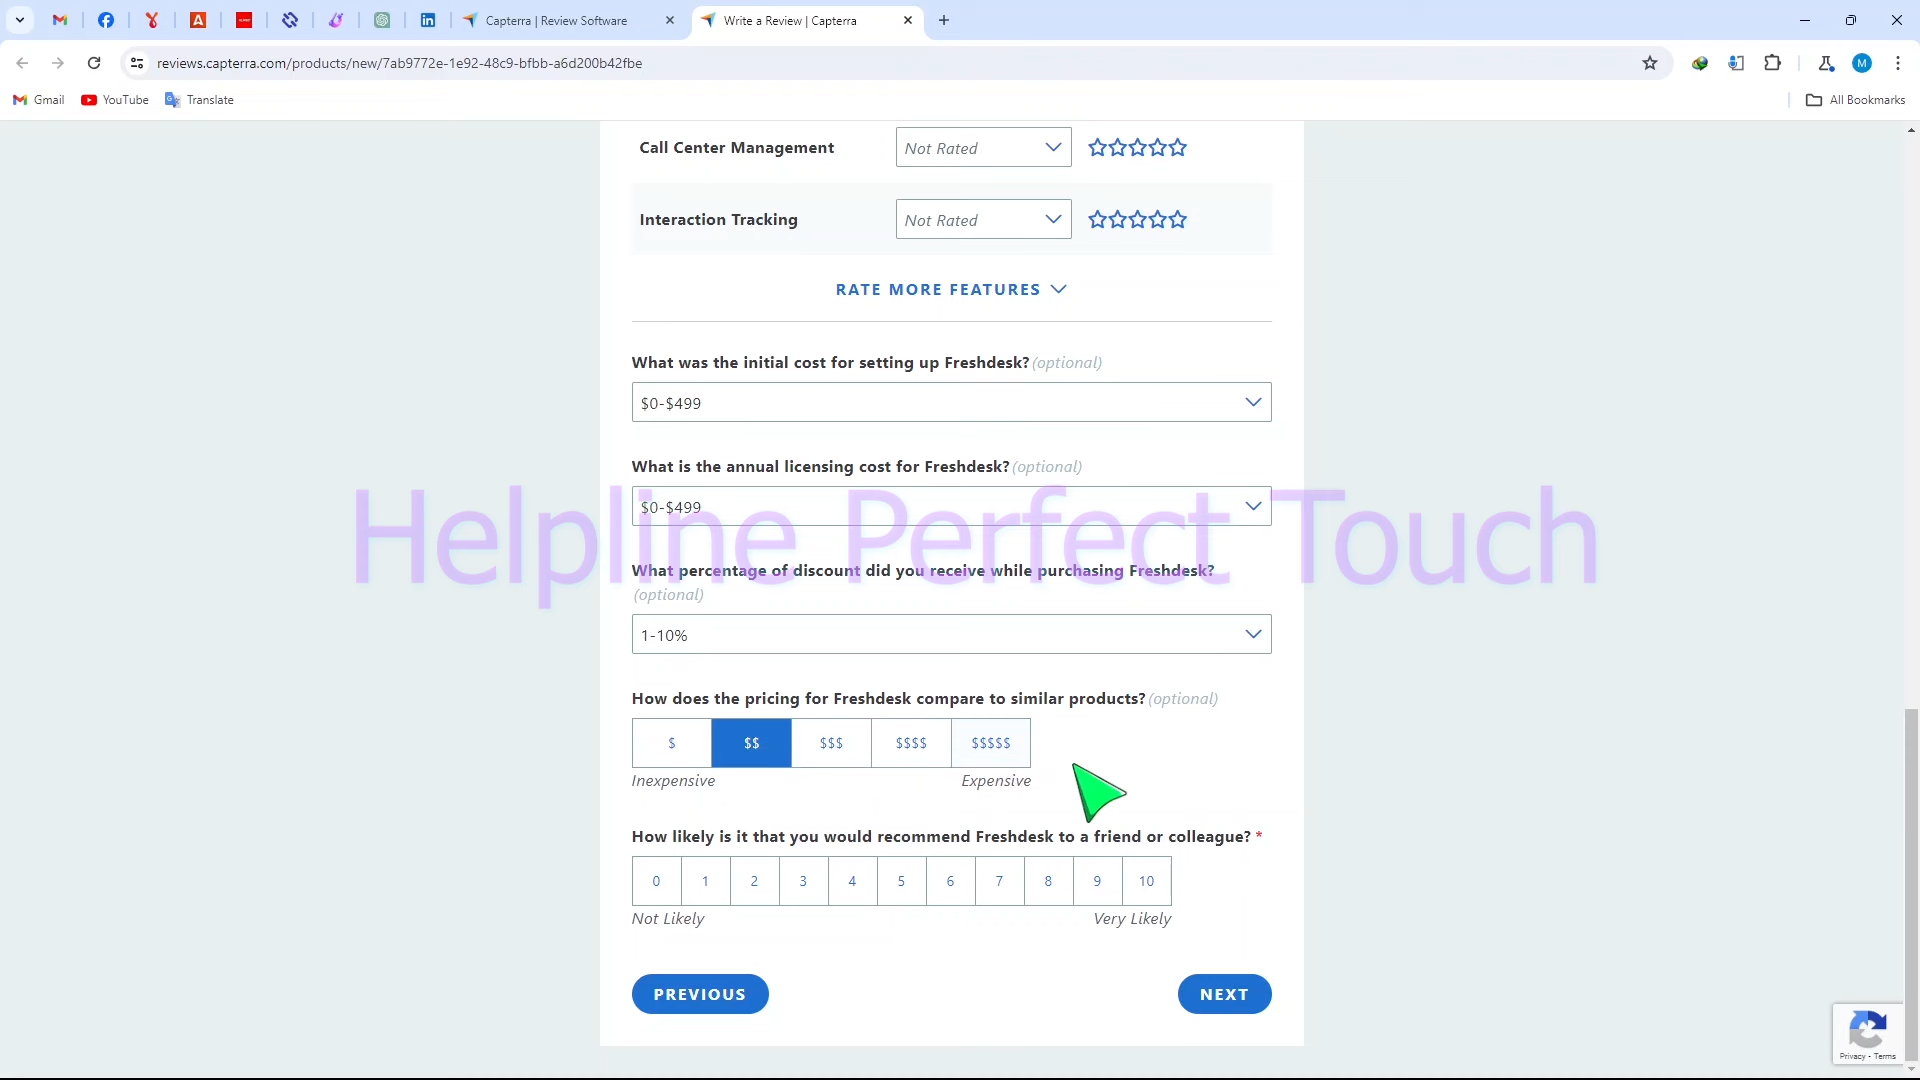 Capterra | Review Software
Write a Review | Capterra
reviews.capterra.com/products/new/7ab9772e-1e92-48c9-bfbb-a6d200b42fbe
M
Gmail
YouTube
Translate
All Bookmarks
Call Center Management
Not Rated
Interaction Tracking
Not Rated
RATE MORE FEATURES
What was the initial cost for setting up Freshdesk? (optional)
$0-$499
What is the annual licensing cost for Freshdesk? (optional)
$0-$499
Helpline Perfect Touch
What percentage of discount did you receive while purchasing Freshdesk?
(optional)
1-10%
How does the pricing for Freshdesk compare to similar products? (optional)
$ $$ $$$ $$$$ $$$$$
Inexpensive Expensive
How likely is it that you would recommend Freshdesk to a friend or colleague? *
0 1 2 3 4 5 6 7 8 9 10
Not Likely Very Likely
PREVIOUS NEXT
Privacy - Terms